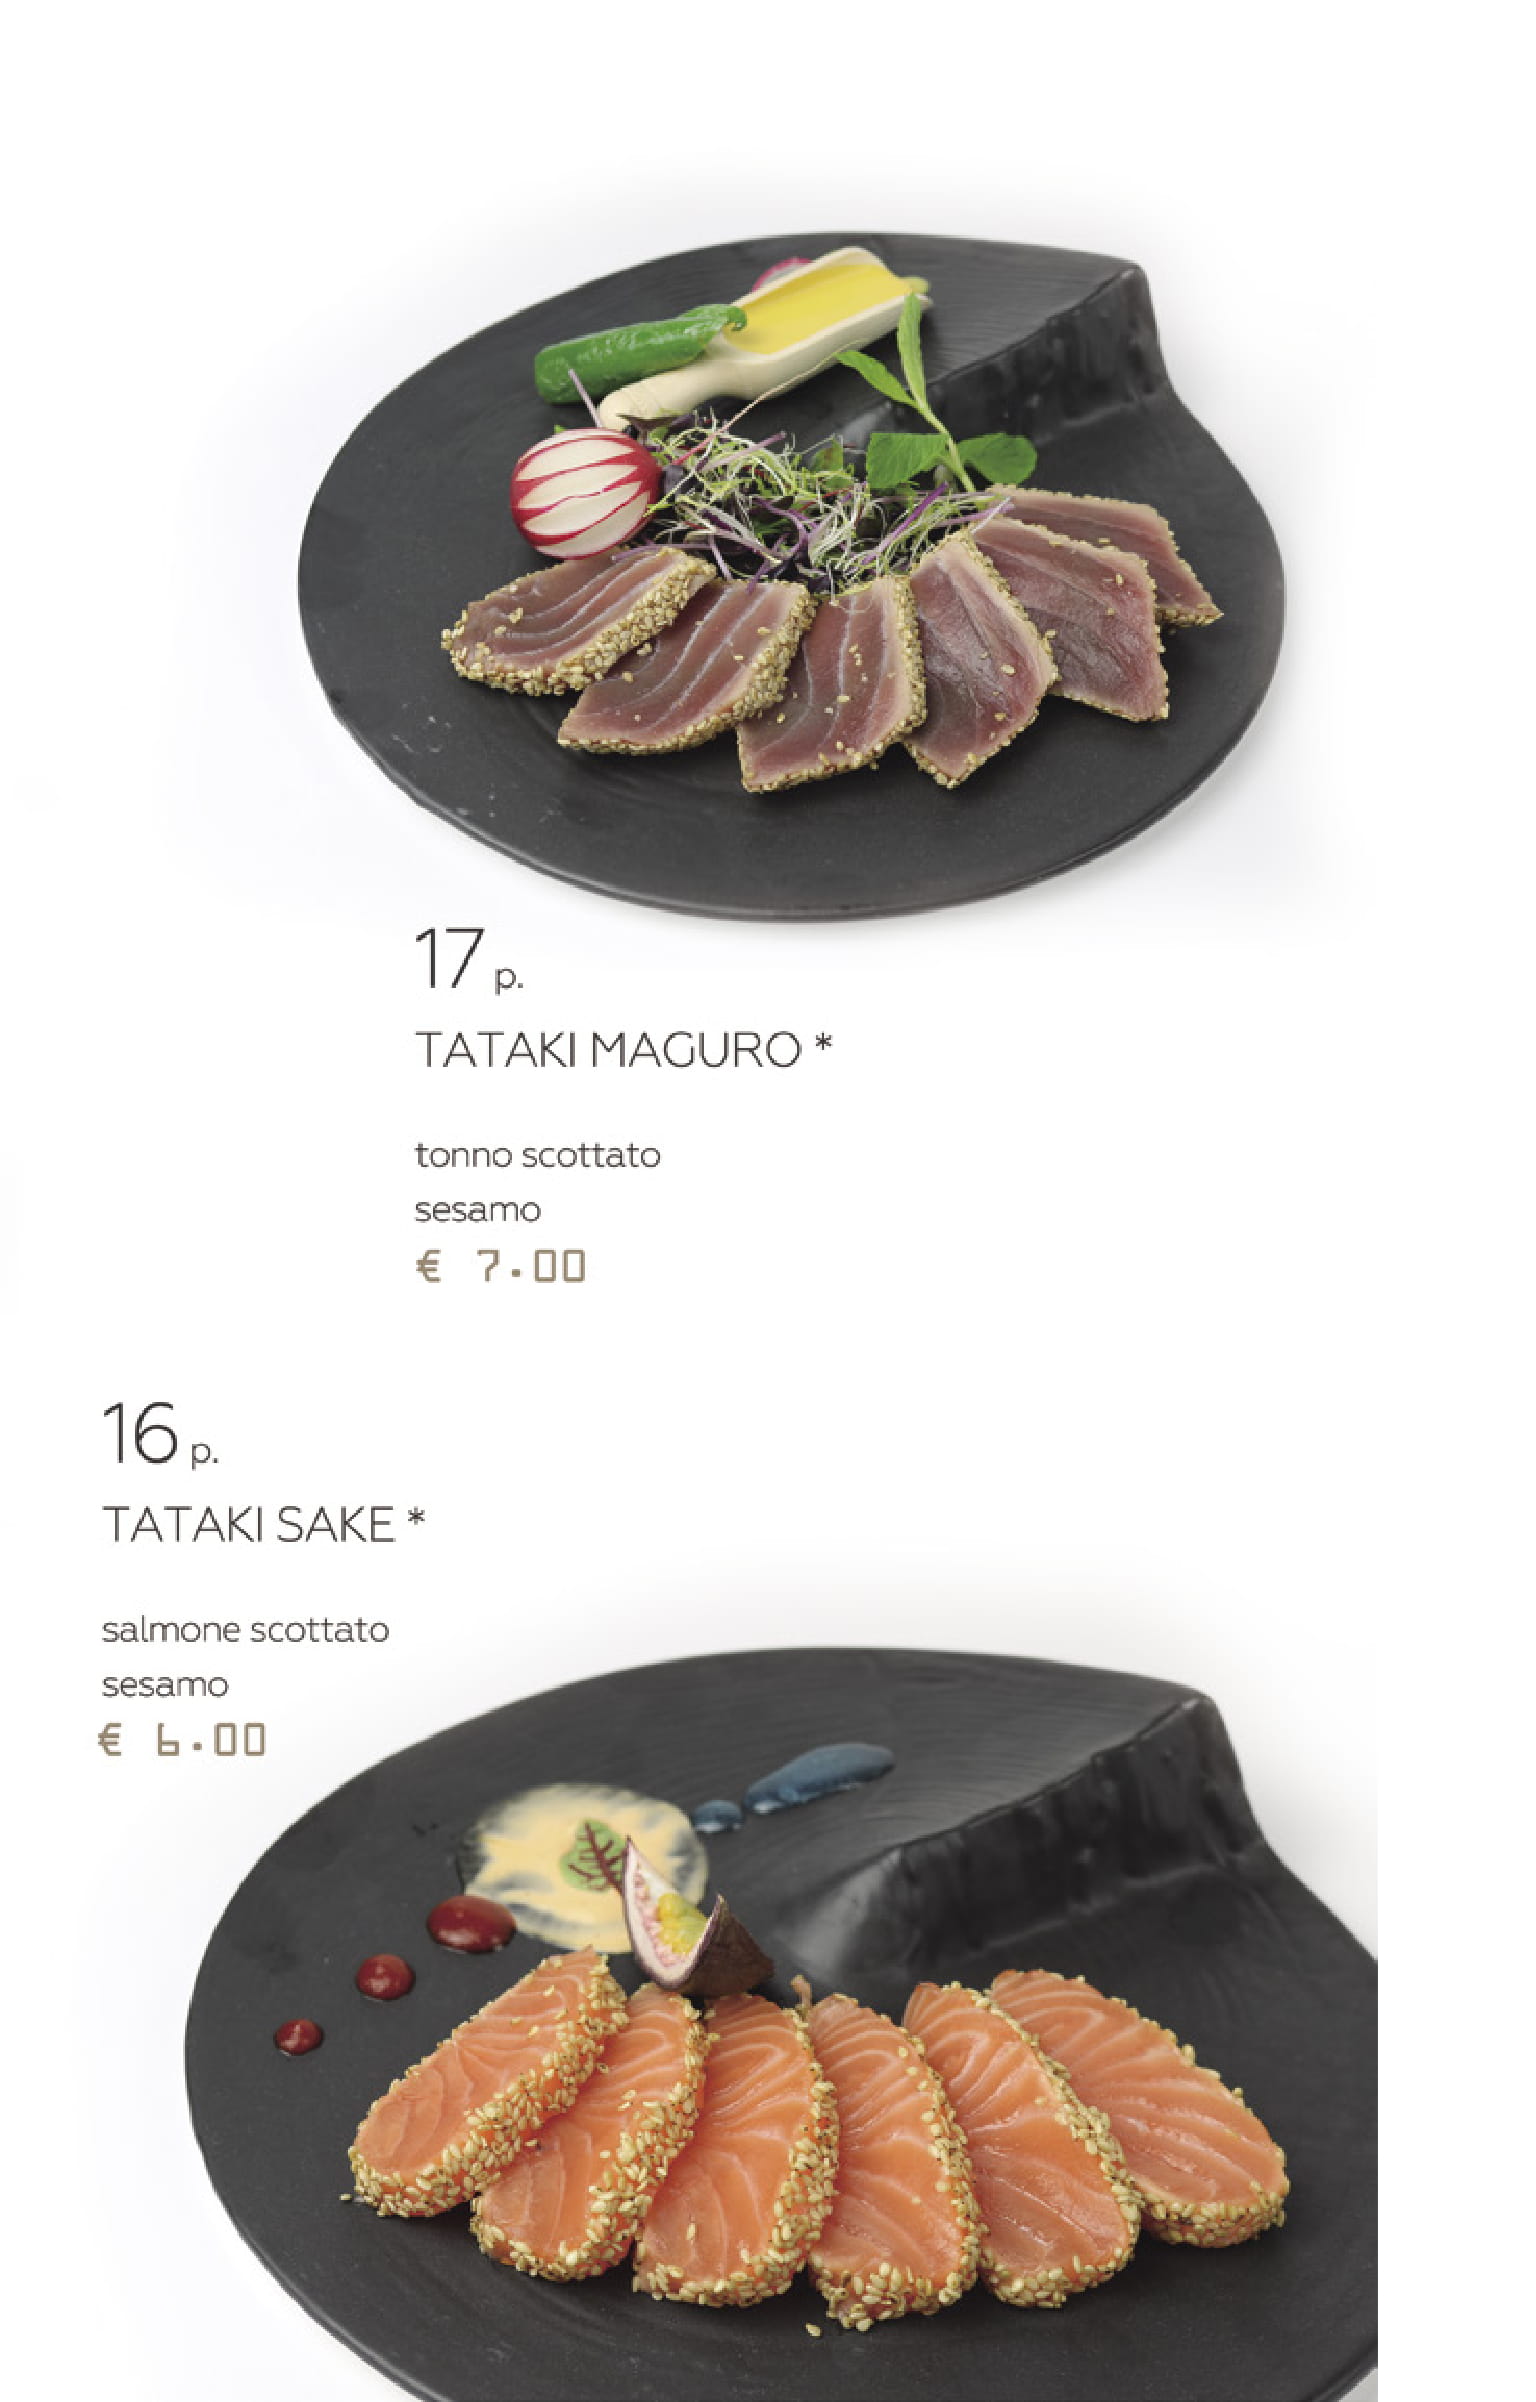 17 p.
TATAKI MAGURO *
tonno scottato
sesamo
€ 7.00
16 p.
TATAKI SAKE *
salmone scottato
sesamo
€ 6.00